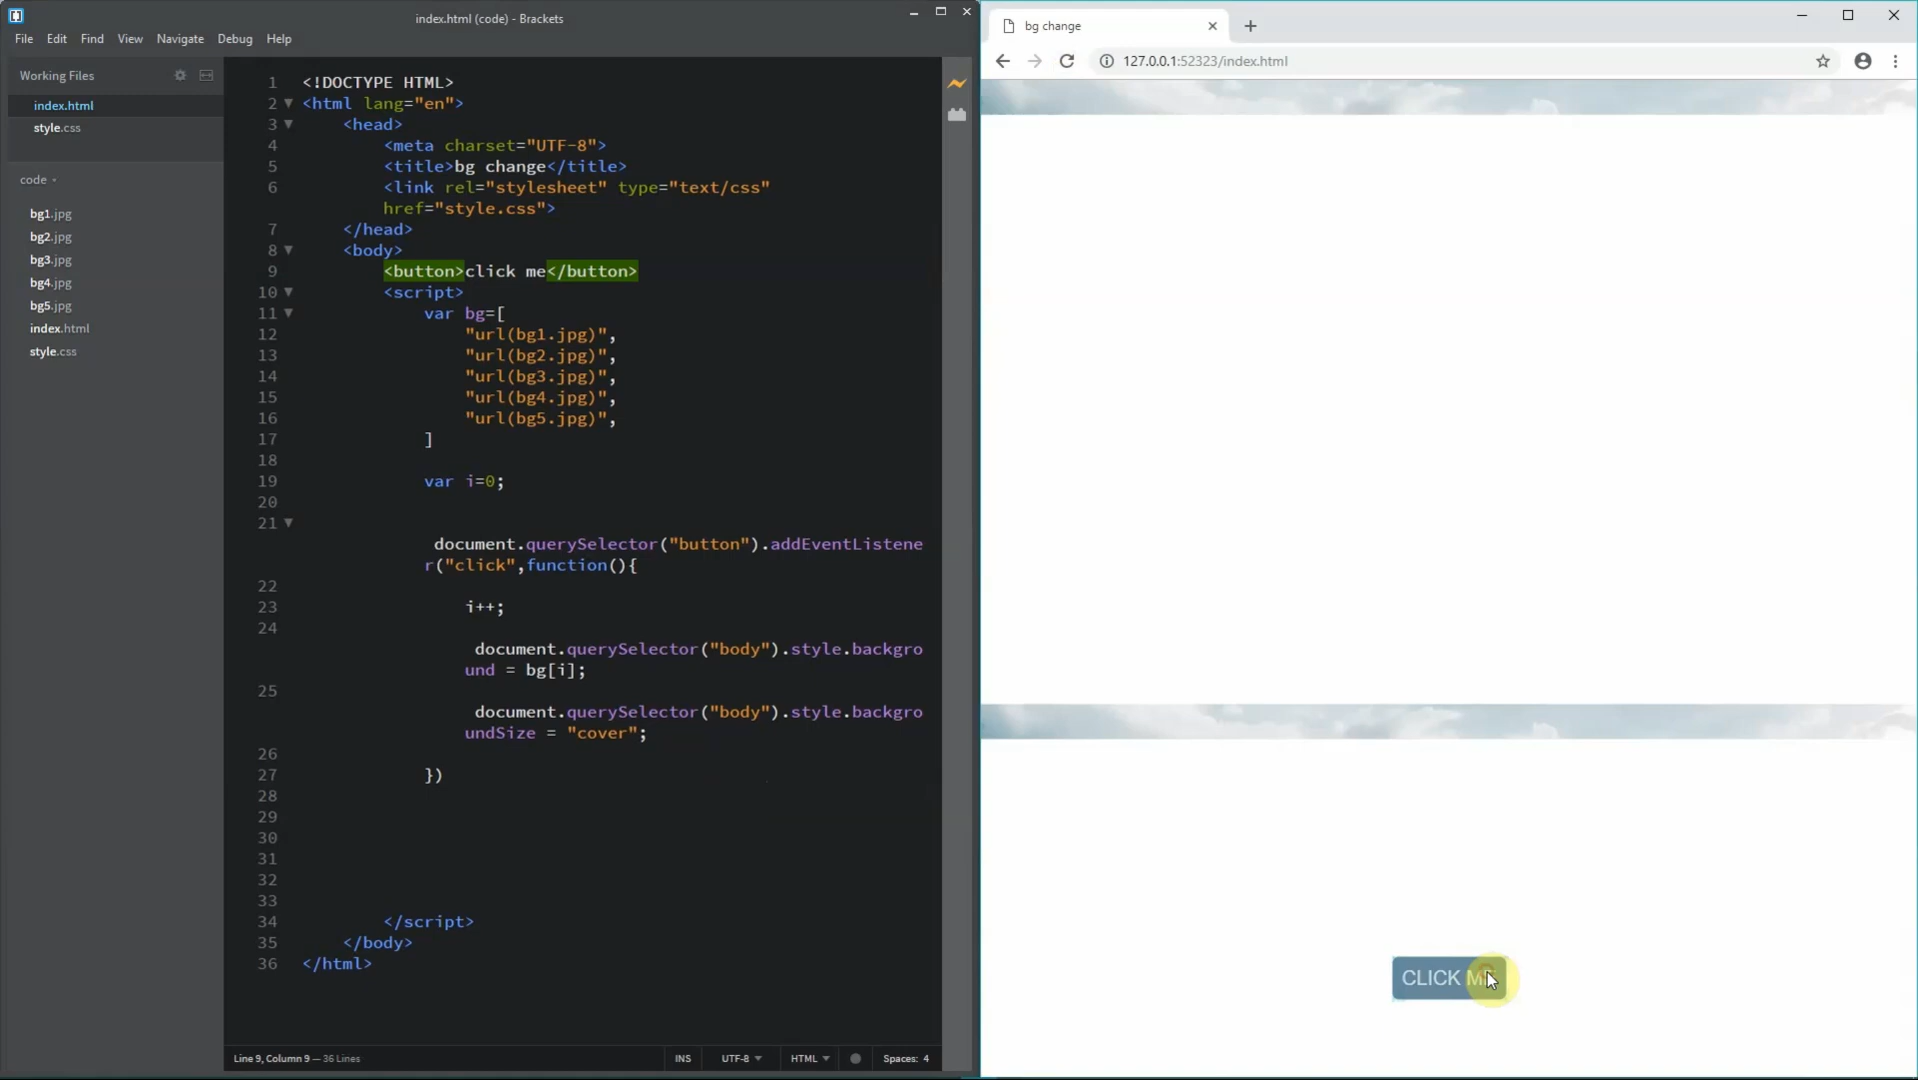 index.html (code) - Brackets
File Edit Find View Navigate Debug Help
Working Files
index.html
style.css
code
bg1.jpg
bg2.jpg
bg3.jpg
bg4.jpg
bg5.jpg
index.html
style.css
1 <!DOCTYPE HTML>
2 <html lang="en">
3 <head>
4 <meta charset="UTF-8">
5 <title>bg change</title>
6 <link rel="stylesheet" type="text/css"
href="style.css">
7 </head>
8 <body>
9 <button>click me</button>
10 <script>
11 var bg=[
12 "url(bg1.jpg)",
13 "url(bg2.jpg)",
14 "url(bg3.jpg)",
15 "url(bg4.jpg)",
16 "url(bg5.jpg)",
17 ]
18
19 var i=0;
20
21
document.querySelector("button").addEventListene
r("click",function(){
22
23 i++;
24
document.querySelector("body").style.backgro
und = bg[i];
25
document.querySelector("body").style.backgro
undSize = "cover";
26
27 })
28
29
30
31
32
33
34 </script>
35 </body>
36 </html>
Line 9, Column 9 — 36 Lines
INS UTF-8 HTML Spaces: 4
bg change
127.0.0.1:52323/index.html
CLICK ME